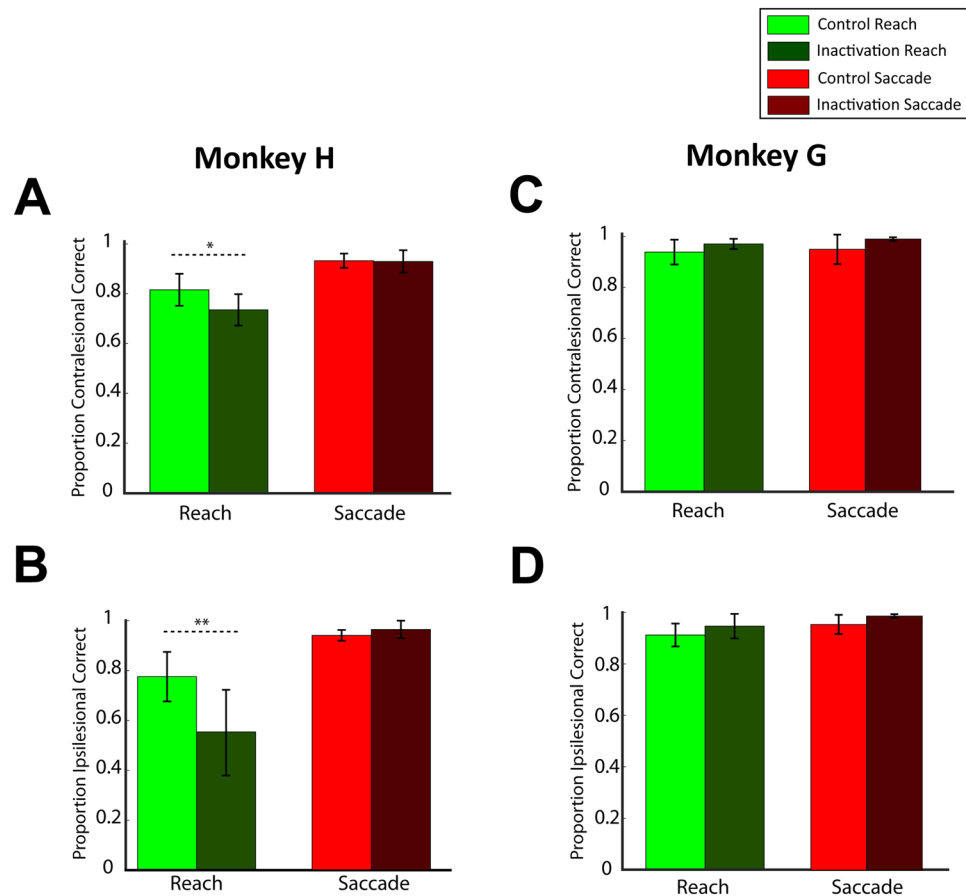 Control Reach
Inactivation Reach
Control Saccade
Inactivation Saccade
Monkey H
Monkey G
A
Proportion Contralesional Correct
1
0.8
0.6
0.4
0.2
0
*
Reach
Saccade
C
Proportion Contralesional Correct
1
0.8
0.6
0.4
0.2
0
Reach
Saccade
B
Proportion Ipsilesional Correct
1
0.8
0.6
0.4
0.2
0
**
Reach
Saccade
D
Proportion Ipsilesional Correct
1
0.8
0.6
0.4
0.2
0
Reach
Saccade